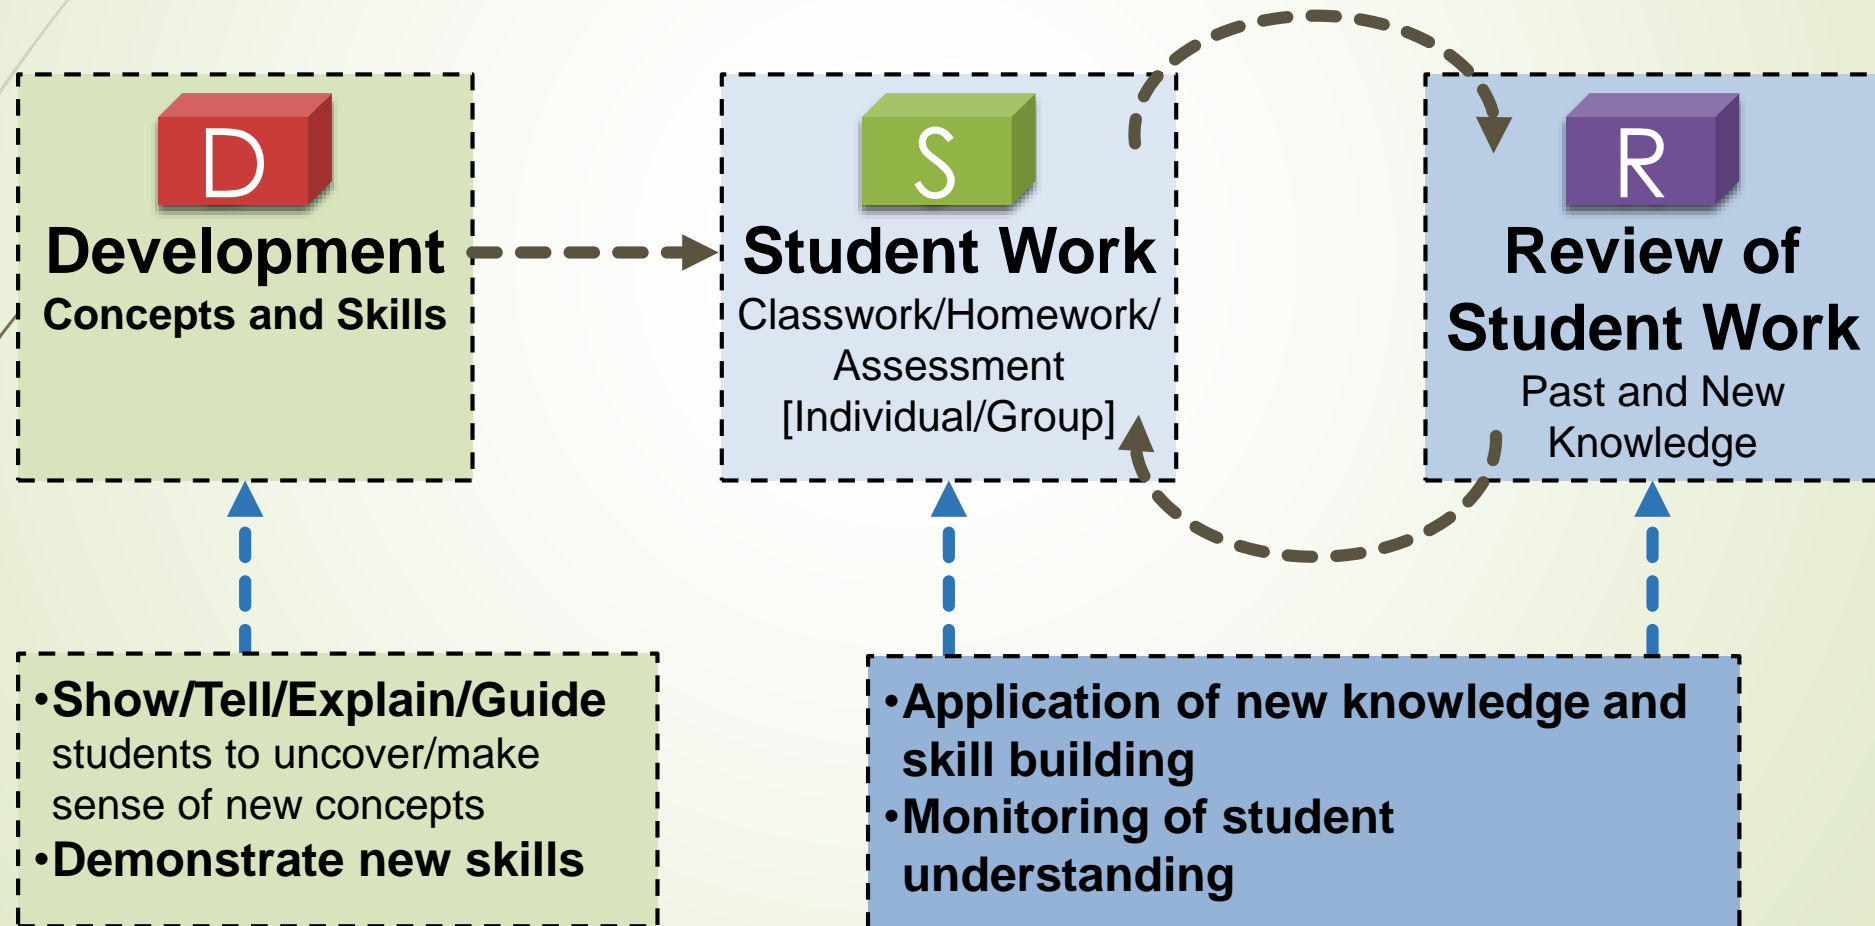 D
Development
Concepts and Skills
S
Student Work
Classwork/Homework/
Assessment
[Individual/Group]
R
Review of
Student Work
Past and New
Knowledge
•Show/Tell/Explain/Guide
students to uncover/make
sense of new concepts
•Demonstrate new skills
•Application of new knowledge and
skill building
•Monitoring of student
understanding